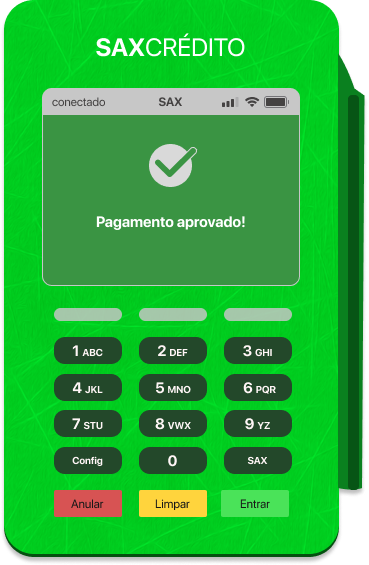 SAXCRÉDITO
conectado SAX
Pagamento aprovado!
1 ABC 2 DEF 3 GHI
4 JKL 5 MNO 6 PQR
7 STU 8 VWX 9 YZ
Config 0 SAX
Anular Limpar Entrar